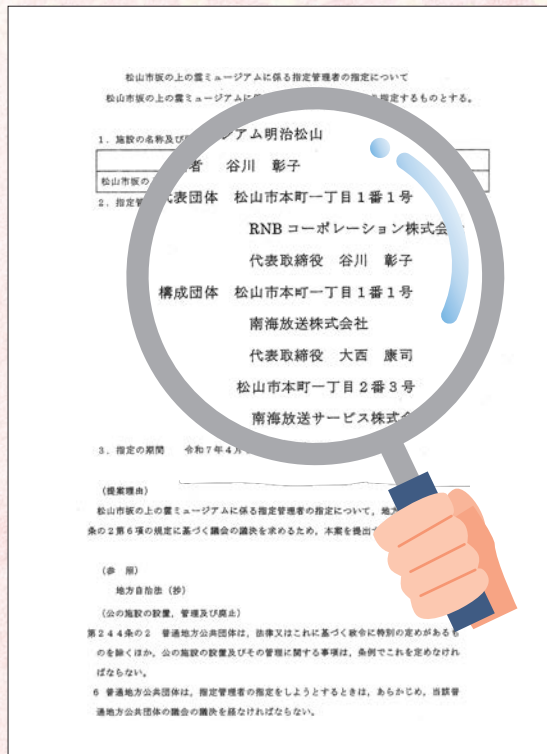 松山市坂の上の雲ミュージアムに係る指定管理者の指定について
松山市坂の上の雲ミュージアムに係 指定するものとする。
1．施設の名称及び
ジアム明治松山
者 谷川 彰子
松山市坂の
2．指定管
代表団体 松山市本町一丁目1番1号
RNBコーポレーション株式会
代表取締役 谷川 彰子
構成団体 松山市本町一丁目1番1号
南海放送株式会社
代表取締役 大西 康司
松山市本町一丁目2番3号
南海放送サービス株式会
3．指定の期間 令和7年4月
（提案理由）
松山市坂の上の雲ミュージアムに係る指定管理者の指定について，地方
条の2第6項の規定に基づく議会の議決を求めるため，本案を提出す
（参 照）
地方自治法（抄）
（公の施設の設置，管理及び廃止）
第244条の2 普通地方公共団体は，法律又はこれに基づく政令に特別の定めがあるも
のを除くほか，公の施設の設置及びその管理に関する事項は，条例でこれを定めなけれ
ばならない。
6 普通地方公共団体は，指定管理者の指定をしようとするときは，あらかじめ，当該普
通地方公共団体の議会の議決を経なければならない。